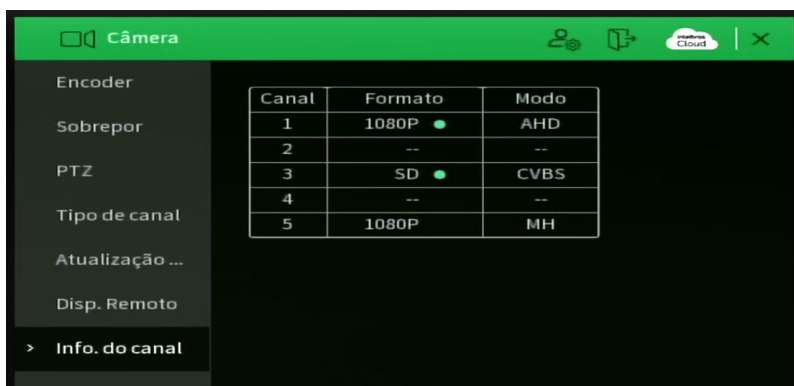 Câmera
intelbras
Cloud
Encoder
Sobrepor
PTZ
Tipo de canal
Atualização ...
Disp. Remoto
> Info. do canal
Canal Formato Modo
1 1080P AHD
2 -- --
3 SD CVBS
4 -- --
5 1080P MH